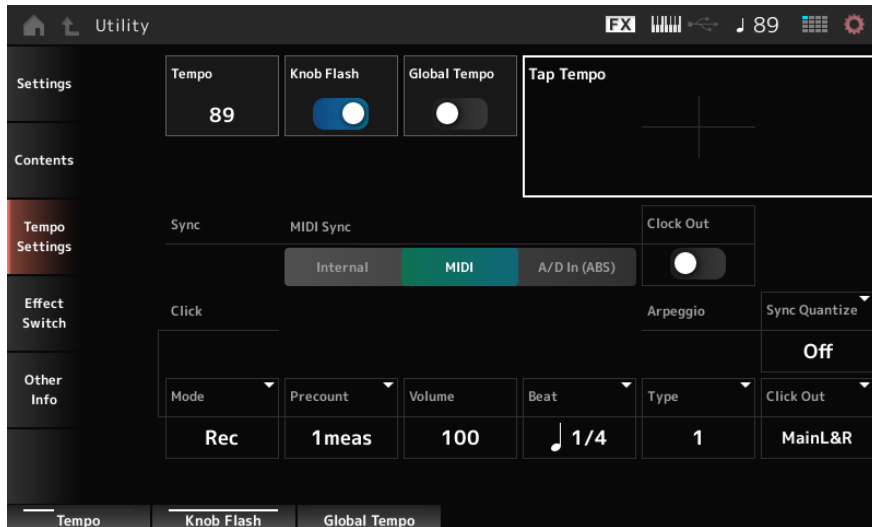 Utility FX 89
Settings
Contents
Tempo
Settings
Effect
Switch
Other
Info
Tempo Knob Flash Global Tempo Tap Tempo
89
Sync MIDI Sync Clock Out
Internal MIDI A/D In (ABS)
Click Arpeggio Sync Quantize
Off
Mode Precount Volume Beat Type Click Out
Rec 1meas 100 1/4 1 MainL&R
Tempo Knob Flash Global Tempo